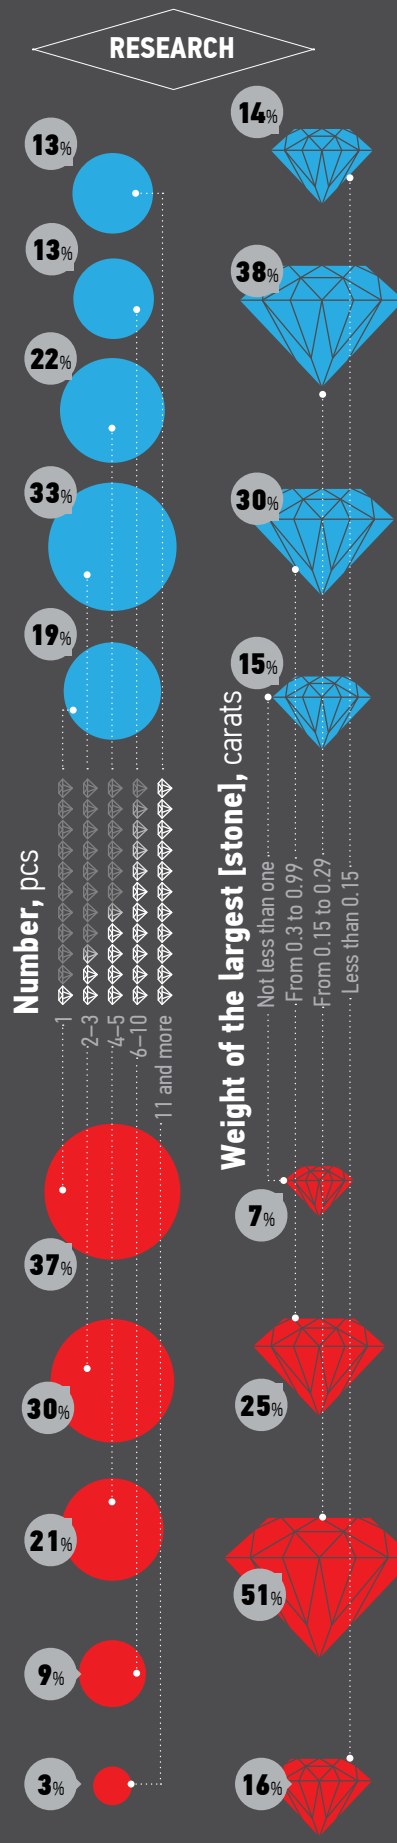 RESEARCH
13%
13%
22%
33%
19%
Number, pcs
1
2–3
4–5
6–10
11 and more
37%
30%
21%
9%
3%
14%
38%
30%
15%
Weight of the largest [stone], carats
Not less than one
From 0.3 to 0.99
From 0.15 to 0.29
Less than 0.15
7%
25%
51%
16%